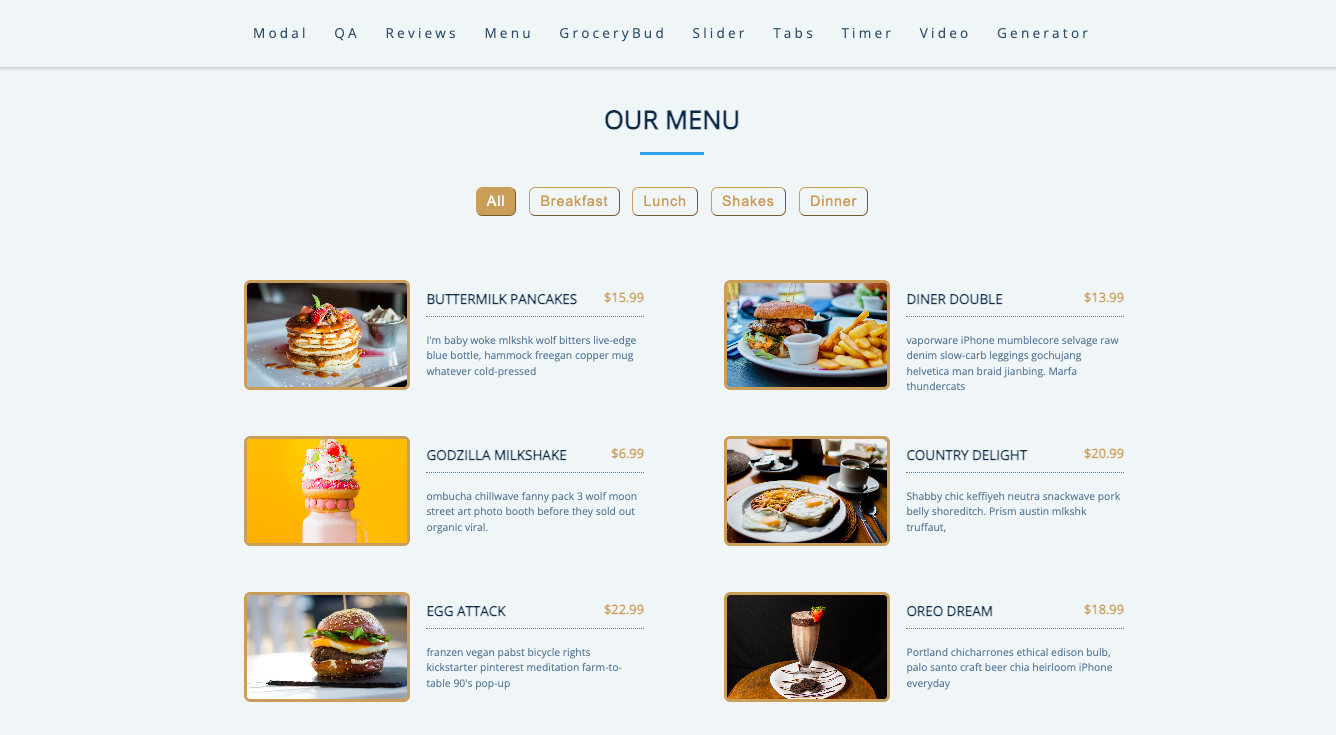 Modal QA Reviews Menu GroceryBud Slider Tabs Timer Video Generator
OUR MENU
All Breakfast Lunch Shakes Dinner
BUTTERMILK PANCAKES $15.99
I'm baby woke mlkshk wolf bitters live-edge
blue bottle, hammock freegan copper mug
whatever cold-pressed
DINER DOUBLE $13.99
vaporware iPhone mumblecore selvage raw
denim slow-carb leggings gochujang
helvetica man braid jianbing. Marfa
thundercats
GODZILLA MILKSHAKE $6.99
ombucha chillwave fanny pack 3 wolf moon
street art photo booth before they sold out
organic viral.
COUNTRY DELIGHT $20.99
Shabby chic keffiyeh neutra snackwave pork
belly shoreditch. Prism austin mlkshk
truffaut,
EGG ATTACK $22.99
franzen vegan pabst bicycle rights
kickstarter pinterest meditation farm-to-
table 90's pop-up
OREO DREAM $18.99
Portland chicharrones ethical edison bulb,
palo santo craft beer chia heirloom iPhone
everyday